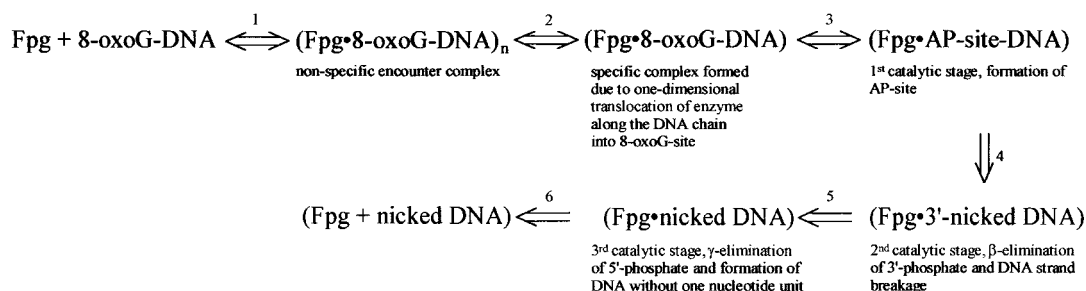 1 2 3
Fpg + 8-oxoG-DNA ⇔ (Fpg•8-oxoG-DNA)n ⇔ (Fpg•8-oxoG-DNA) ⇔ (Fpg•AP-site-DNA)
non-specific encounter complex
specific complex formed
due to one-dimensional
translocation of enzyme
along the DNA chain
into 8-oxoG-site
1st catalytic stage, formation of
AP-site
4
6 5
(Fpg + nicked DNA) ⇐ (Fpg•nicked DNA) ⇐ (Fpg•3'-nicked DNA)
3rd catalytic stage, γ-elimination
of 5'-phosphate and formation of
DNA without one nucleotide unit
2nd catalytic stage, β-elimination
of 3'-phosphate and DNA strand
breakage